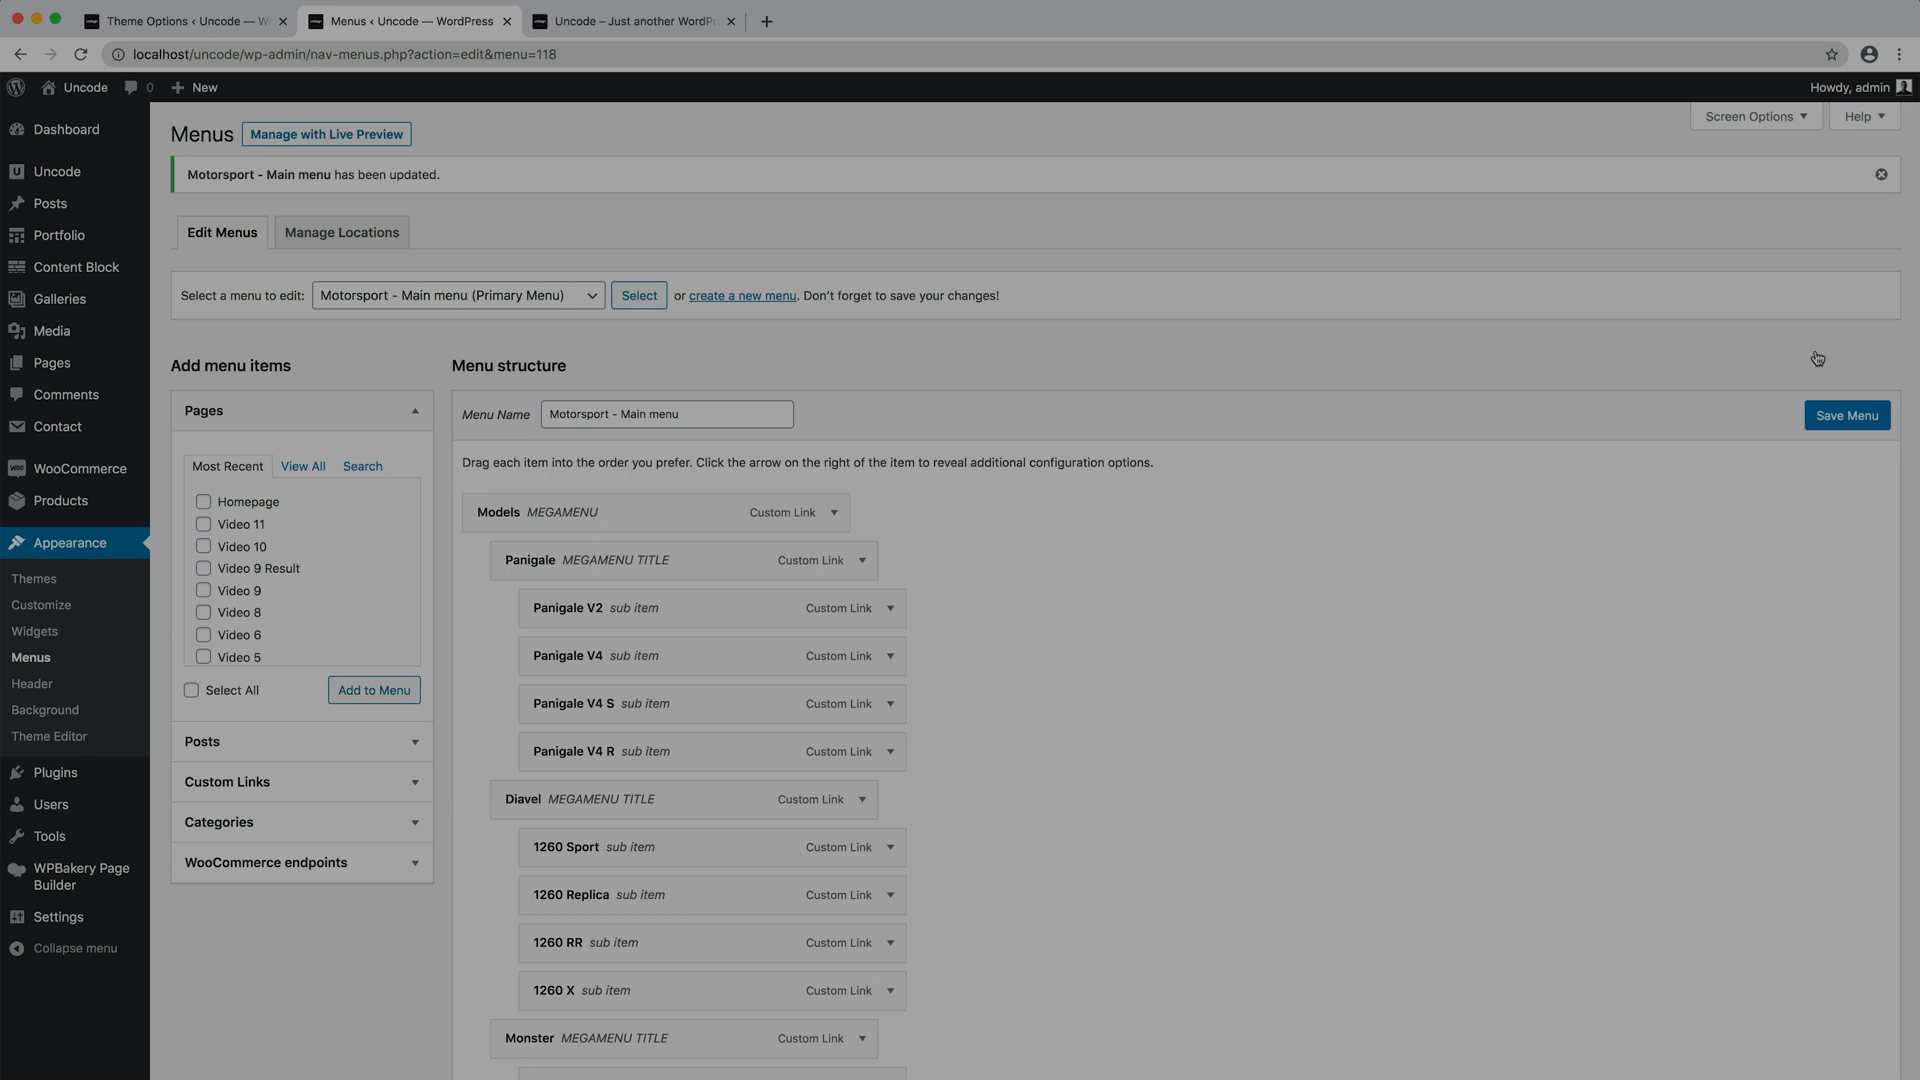 Theme Options ‹ Uncode — W
Menus ‹ Uncode — WordPress
Uncode – Just another WordPr
localhost/uncode/wp-admin/nav-menus.php?action=edit&menu=118
Uncode
0
New
Howdy, admin
Dashboard
Uncode
Posts
Portfolio
Content Block
Galleries
Media
Pages
Comments
Contact
WooCommerce
Products
Appearance
Themes
Customize
Widgets
Menus
Header
Background
Theme Editor
Plugins
Users
Tools
WPBakery Page
Builder
Settings
Collapse menu
Screen Options
Help
Menus
Manage with Live Preview
Motorsport - Main menu has been updated.
Edit Menus
Manage Locations
Select a menu to edit: Motorsport - Main menu (Primary Menu) Select or create a new menu. Don’t forget to save your changes!
Add menu items
Pages
Most Recent
View All
Search
Homepage
Video 11
Video 10
Video 9 Result
Video 9
Video 8
Video 6
Video 5
Select All
Add to Menu
Posts
Custom Links
Categories
WooCommerce endpoints
Menu structure
Menu Name Motorsport - Main menu
Save Menu
Drag each item into the order you prefer. Click the arrow on the right of the item to reveal additional configuration options.
Models MEGAMENU Custom Link
Panigale MEGAMENU TITLE Custom Link
Panigale V2 sub item Custom Link
Panigale V4 sub item Custom Link
Panigale V4 S sub item Custom Link
Panigale V4 R sub item Custom Link
Diavel MEGAMENU TITLE Custom Link
1260 Sport sub item Custom Link
1260 Replica sub item Custom Link
1260 RR sub item Custom Link
1260 X sub item Custom Link
Monster MEGAMENU TITLE Custom Link